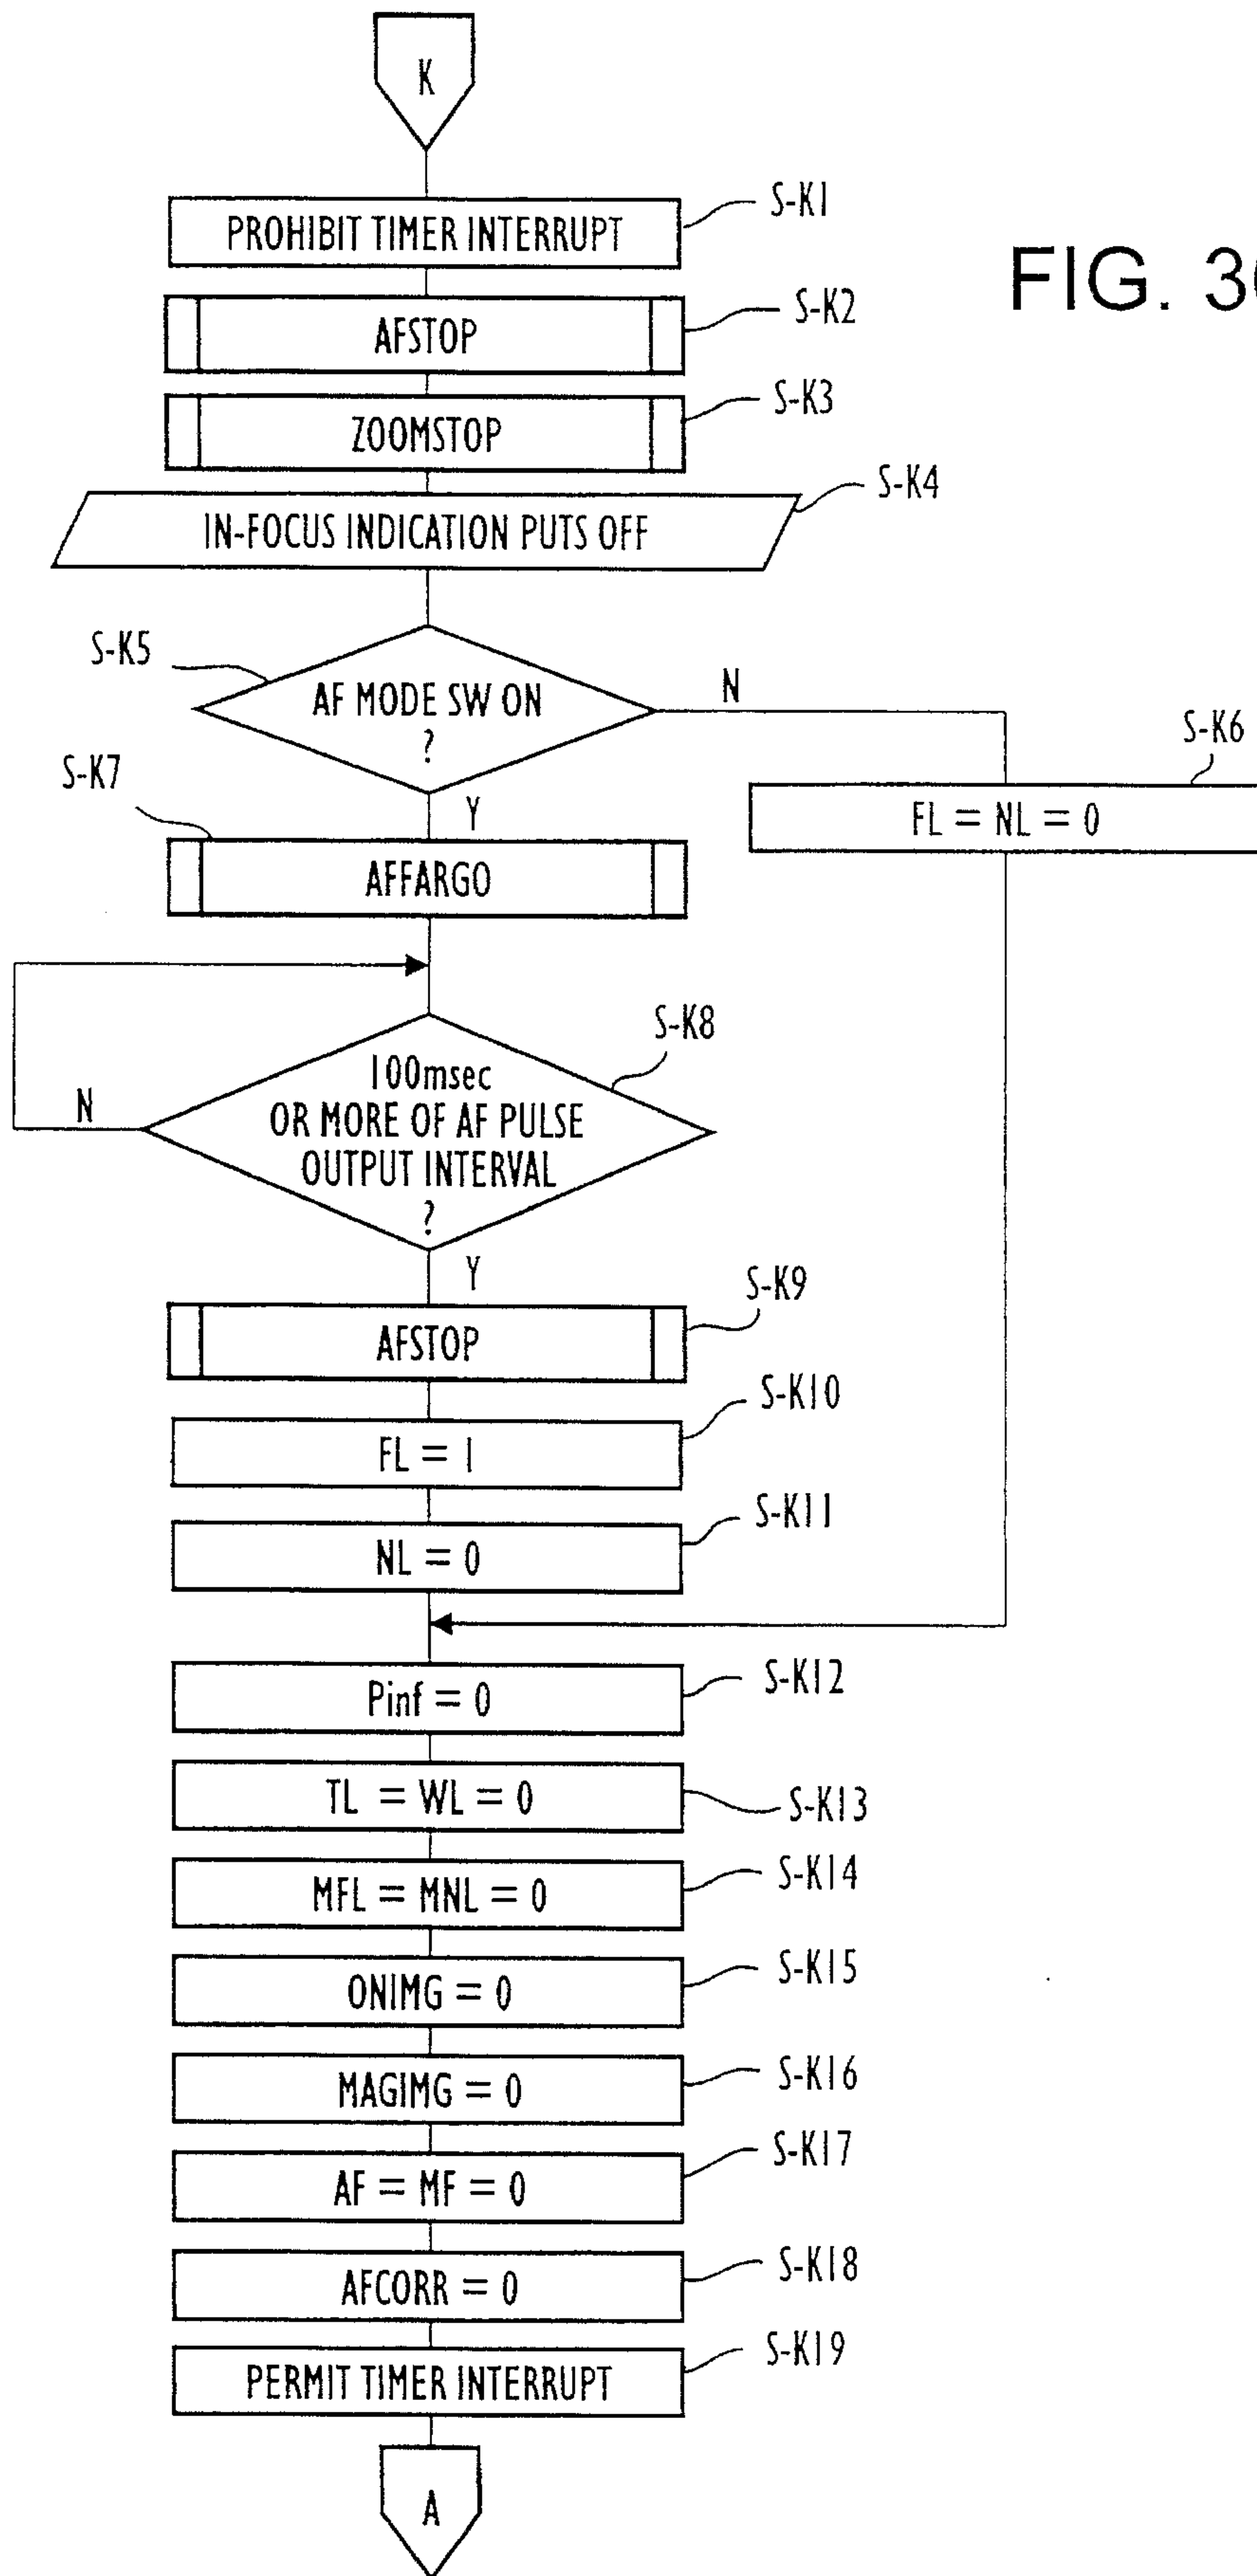 K
PROHIBIT TIMER INTERRUPT
S-K1
FIG. 30
AFSTOP
S-K2
ZOOMSTOP
S-K3
IN-FOCUS INDICATION PUTS OFF
S-K4
S-K5
AF MODE SW ON
?
N
Y
S-K6
FL = NL = 0
S-K7
AFFARGO
S-K8
100msec
OR MORE OF AF PULSE
OUTPUT INTERVAL
?
N
Y
AFSTOP
S-K9
FL = 1
S-K10
NL = 0
S-K11
Pinf = 0
S-K12
TL = WL = 0
S-K13
MFL = MNL = 0
S-K14
ONIMG = 0
S-K15
MAGIMG = 0
S-K16
AF = MF = 0
S-K17
AFCORR = 0
S-K18
PERMIT TIMER INTERRUPT
S-K19
A